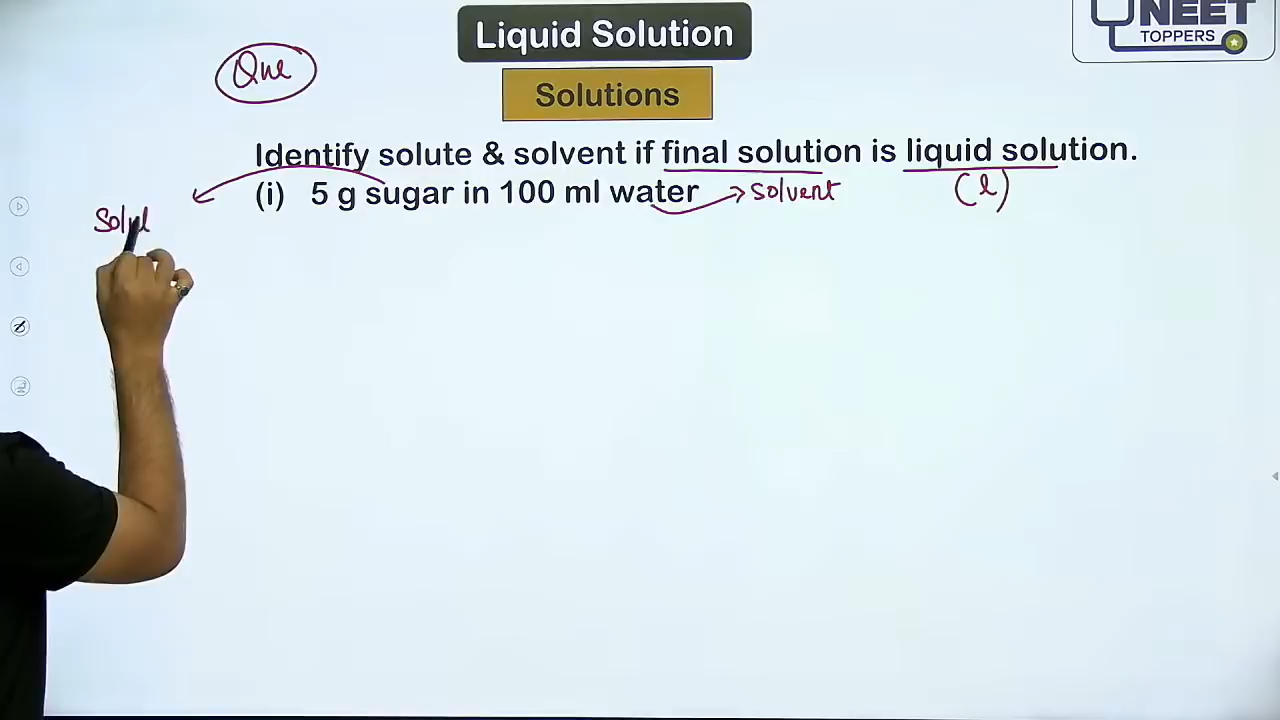 Liquid Solution
NEET
TOPPERS
Que
Solutions
Identify solute & solvent if final solution is liquid solution.
(i) 5 g sugar in 100 ml water → solvent
(l)